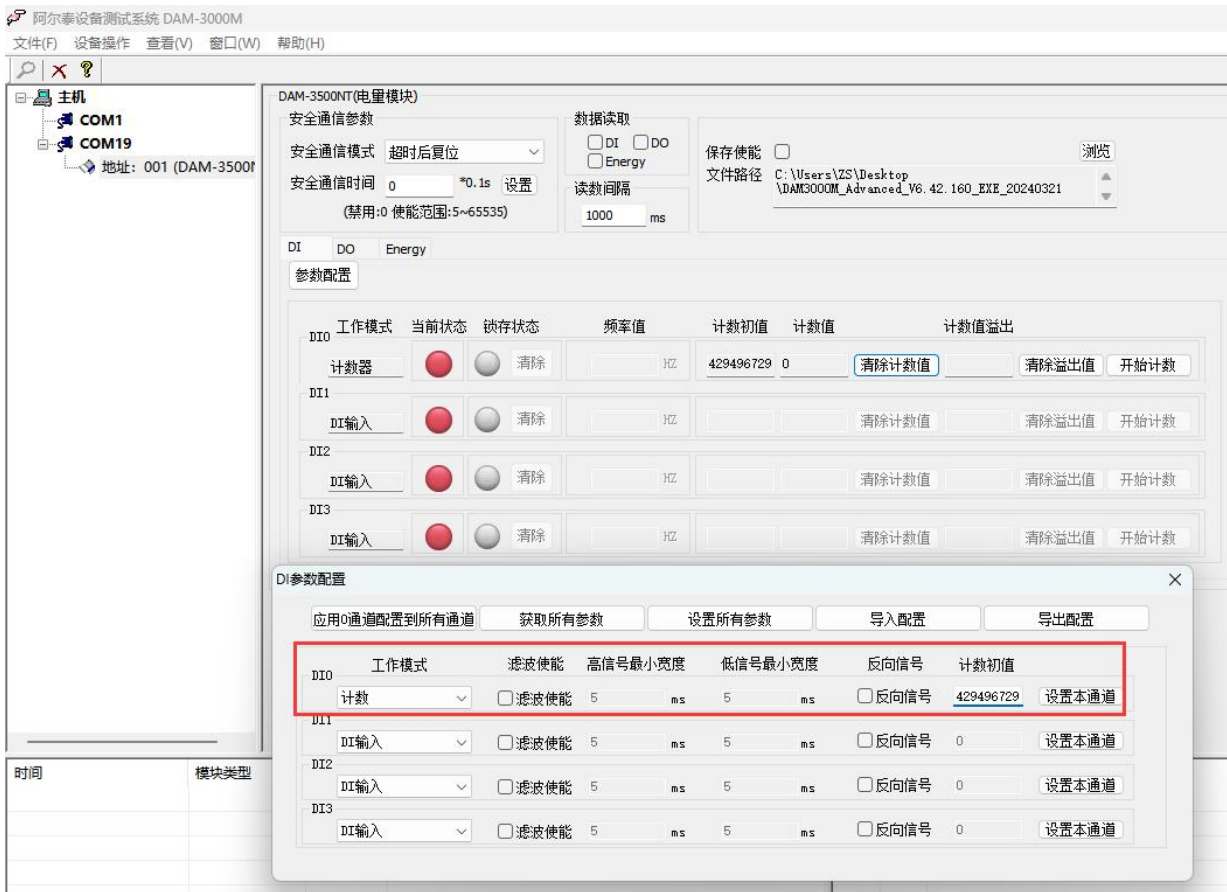 阿尔泰设备测试系统 DAM-3000M
文件(F) 设备操作 查看(V) 窗口(W) 帮助(H)
主机
COM1
COM19
地址：001 (DAM-3500N
DAM-3500NT(电量模块)
安全通信参数
安全通信模式 超时后复位
安全通信时间 0 *0.1s 设置
(禁用:0 使能范围:5~65535)
数据读取
DI DO
Energy
读数间隔
1000 ms
保存使能 浏览
文件路径 C:\Users\ZS\Desktop
\DAM3000M_Advanced_V6.42.160_EXE_20240321
DI DO Energy
参数配置
工作模式 当前状态 锁存状态 频率值 计数初值 计数值 计数值溢出
DI0
计数器 清除 HZ 429496729 0 清除计数值 清除溢出值 开始计数
DI1
DI输入 清除 HZ 清除计数值 清除溢出值 开始计数
DI2
DI输入 清除 HZ 清除计数值 清除溢出值 开始计数
DI3
DI输入 清除 HZ 清除计数值 清除溢出值 开始计数
DI参数配置
应用0通道配置到所有通道 获取所有参数 设置所有参数 导入配置 导出配置
工作模式 滤波使能 高信号最小宽度 低信号最小宽度 反向信号 计数初值
DI0
计数 滤波使能 5 ms 5 ms 反向信号 429496729 设置本通道
DI1
DI输入 滤波使能 5 ms 5 ms 反向信号 0 设置本通道
DI2
DI输入 滤波使能 5 ms 5 ms 反向信号 0 设置本通道
DI3
DI输入 滤波使能 5 ms 5 ms 反向信号 0 设置本通道
时间 模块类型